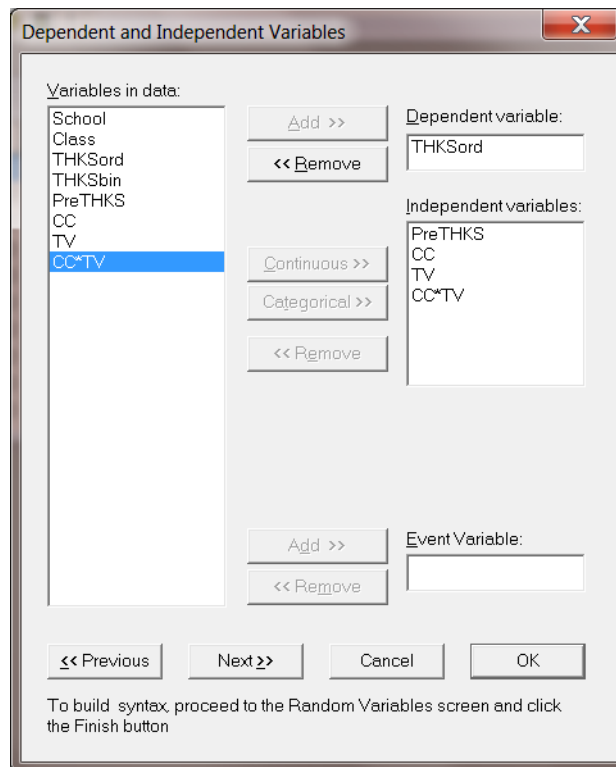 Dependent and Independent Variables
Variables in data:
School
Class
THKSord
THKSbin
PreTHKS
CC
TV
CC*TV
Add >>
<< Remove
Dependent variable:
THKSord
Continuous >>
Categorical >>
<< Remove
Independent variables:
PreTHKS
CC
TV
CC*TV
Add >>
<< Remove
Event Variable:
<< Previous
Next >>
Cancel
OK
To build syntax, proceed to the Random Variables screen and click
the Finish button